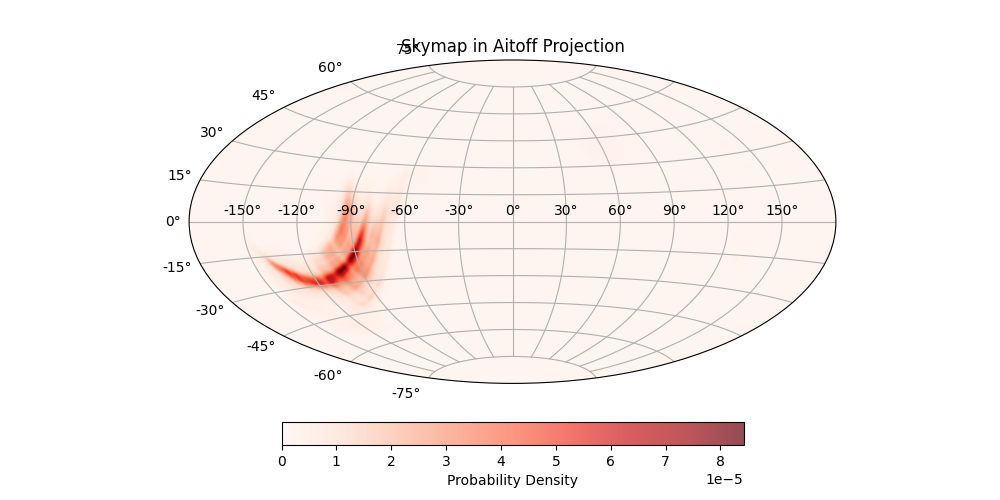 Skymap in Aitoff Projection
75°
60°
45°
30°
15°
0°
-15°
-30°
-45°
-60°
-75°
-150° -120° -90° -60° -30° 0° 30° 60° 90° 120° 150°
0 1 2 3 4 5 6 7 8
1e−5
Probability Density